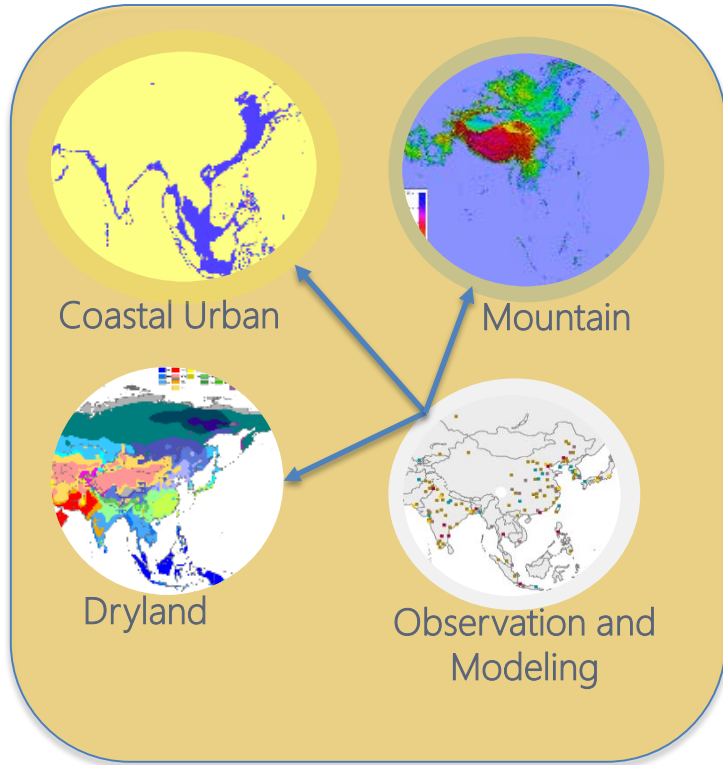 Coastal Urban
Mountain
Dryland
Observation and
Modeling